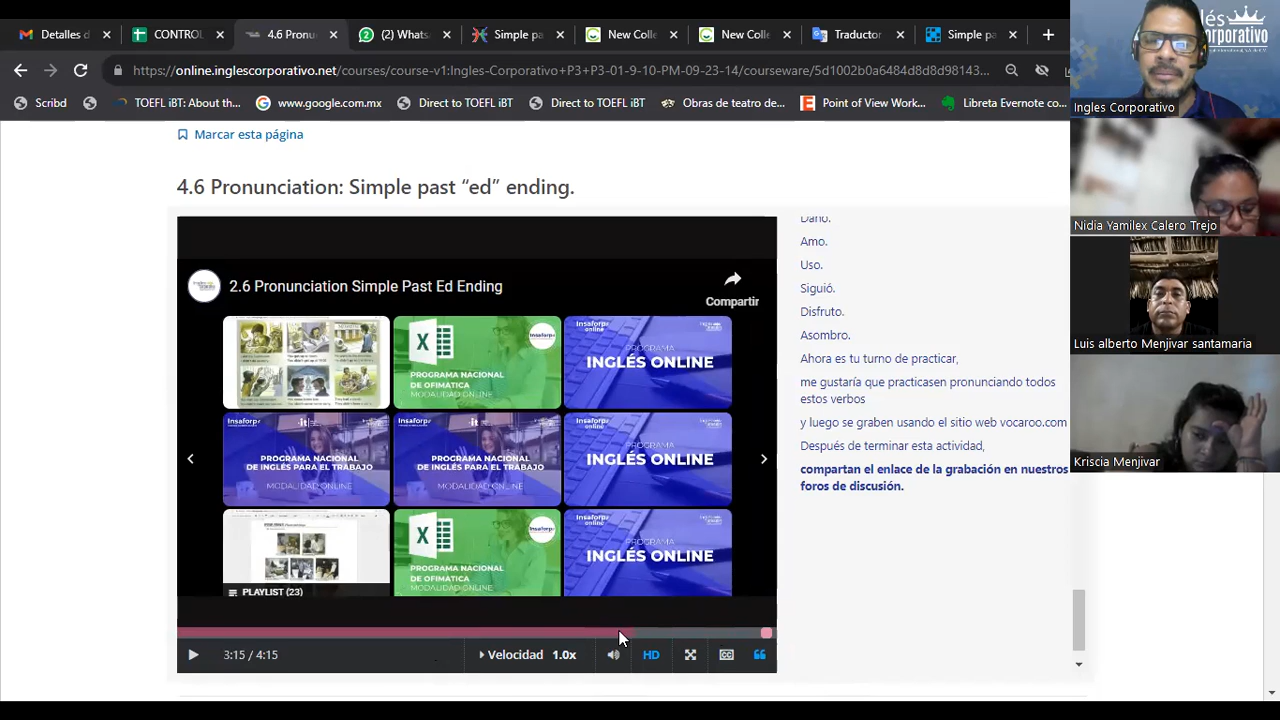 Detalles d
CONTROL
4.6 Pronu
(2) Whats
Simple pa
New Colle
New Colle
Traductor
Simple pa
https://online.inglescorporativo.net/courses/course-v1:Ingles-Corporativo+P3+P3-01-9-10-PM-09-23-14/courseware/5d1002b0a6484d8d8d98143...
Scribd
TOEFL iBT: About th...
www.google.com.mx
Direct to TOEFL iBT
Direct to TOEFL iBT
Obras de teatro de...
Point of View Work...
Libreta Evernote co...
Marcar esta página
4.6 Pronunciation: Simple past “ed” ending.
2.6 Pronunciation Simple Past Ed Ending
Compartir
PROGRAMA NACIONAL
DE OFIMÁTICA
MODALIDAD ONLINE
PROGRAMA
INGLÉS ONLINE
PROGRAMA NACIONAL
DE INGLÉS PARA EL TRABAJO
MODALIDAD ONLINE
PROGRAMA NACIONAL
DE INGLÉS PARA EL TRABAJO
MODALIDAD ONLINE
PROGRAMA
INGLÉS ONLINE
PLAYLIST (23)
PROGRAMA NACIONAL
DE OFIMÁTICA
MODALIDAD ONLINE
PROGRAMA
INGLÉS ONLINE
3:15 / 4:15
Velocidad 1.0x
HD
Daño.
Amo.
Uso.
Siguió.
Disfruto.
Asombro.
Ahora es tu turno de practicar,
me gustaría que practicasen pronunciando todos
estos verbos
y luego se graben usando el sitio web vocaroo.com
Después de terminar esta actividad,
compartan el enlace de la grabación en nuestros
foros de discusión.
Ingles Corporativo
Nidia Yamilex Calero Trejo
Luis alberto Menjivar santamaria
Kriscia Menjivar